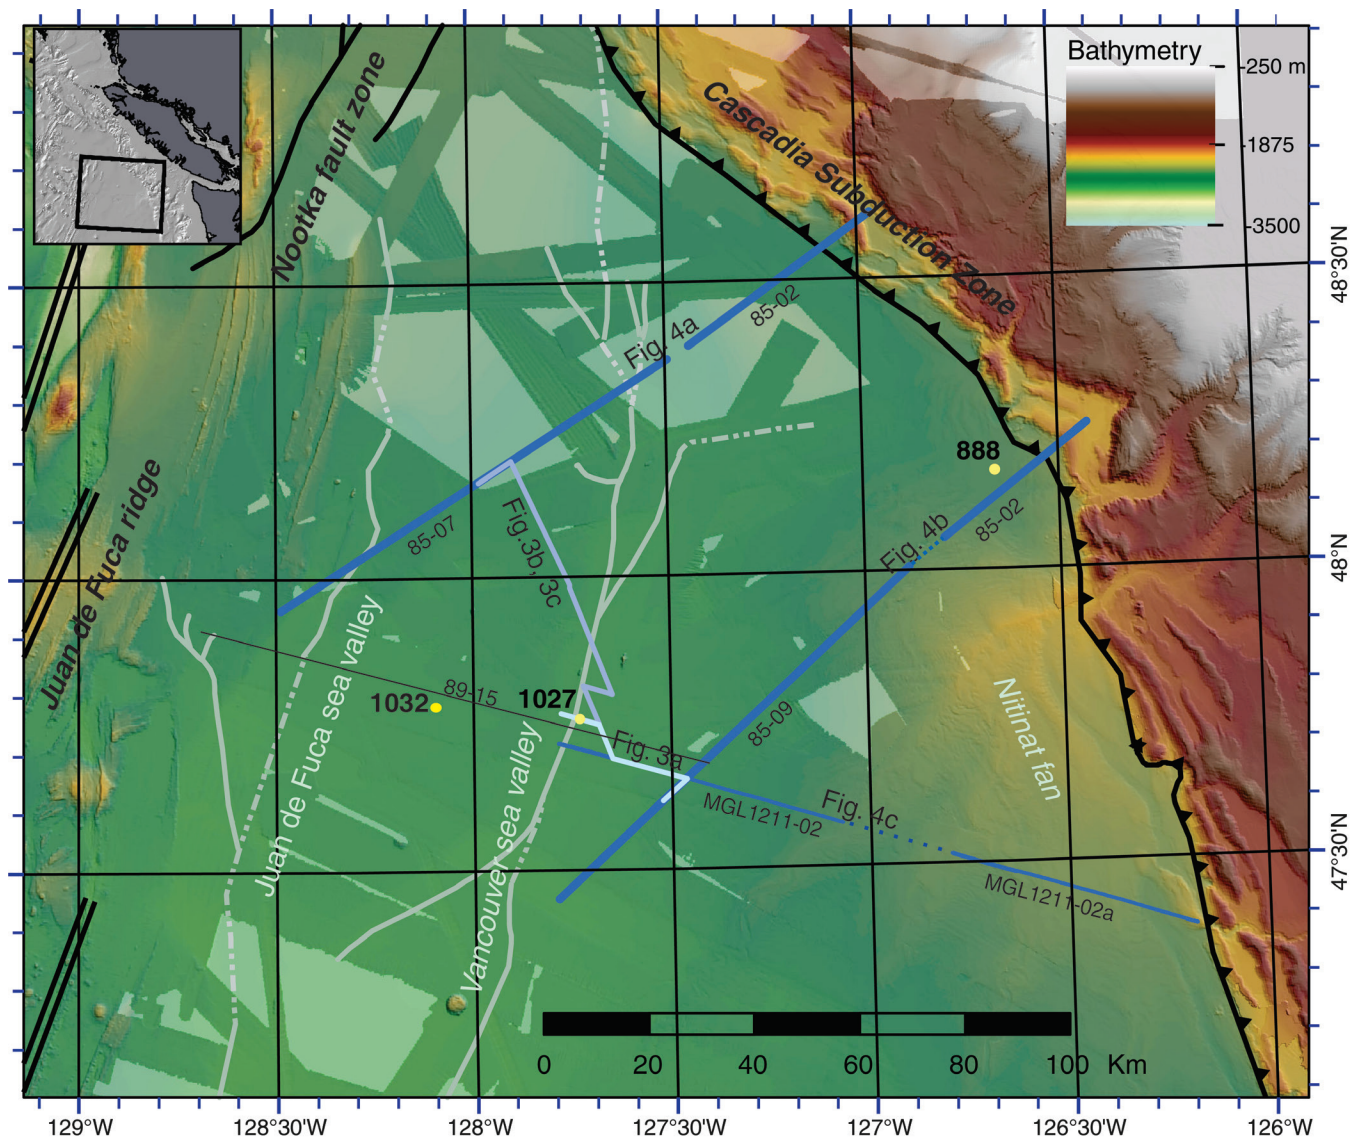 Bathymetry
-250 m
-1875
-3500
Nootka fault zone
Cascadia Subduction Zone
48°30'N
85-02
Fig. 4a
888
85-07
Fig.3b, 3c
Fig. 4b
85-02
48°N
Juan de Fuca ridge
Juan de Fuca sea valley
1032
89-15
1027
Fig. 3a
85-09
Nitinat fan
Vancouver sea valley
MGL1211-02
Fig. 4c
47°30'N
MGL1211-02a
0 20 40 60 80 100 Km
129°W 128°30'W 128°W 127°30'W 127°W 126°30'W 126°W